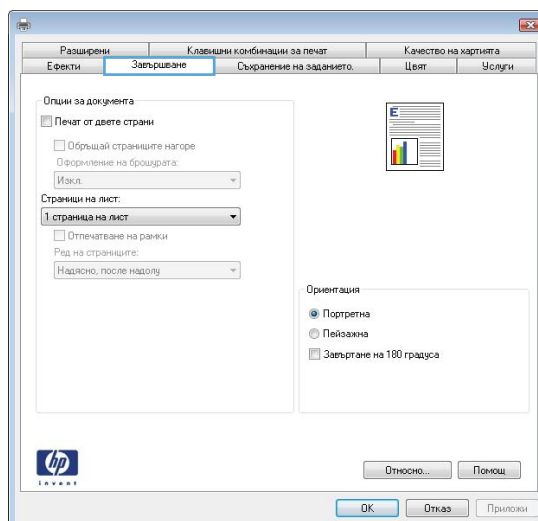 Разширени Клавишни комбинации за печат Качество на хартията
Ефекти Завършване Съхранение на заданието. Цвят Услуги
Опции за документа
Печат от двете страни
Обръщай страниците нагоре
Оформление на брошурата:
Изкл.
Страници на лист:
1 страница на лист
Отпечатване на рамки
Ред на страниците:
Надясно, после надолу
E
Ориентация
Портретна
Пейзажна
Завъртане на 180 градуса
hp
invent
Относно... Помощ
OK Отказ Приложи